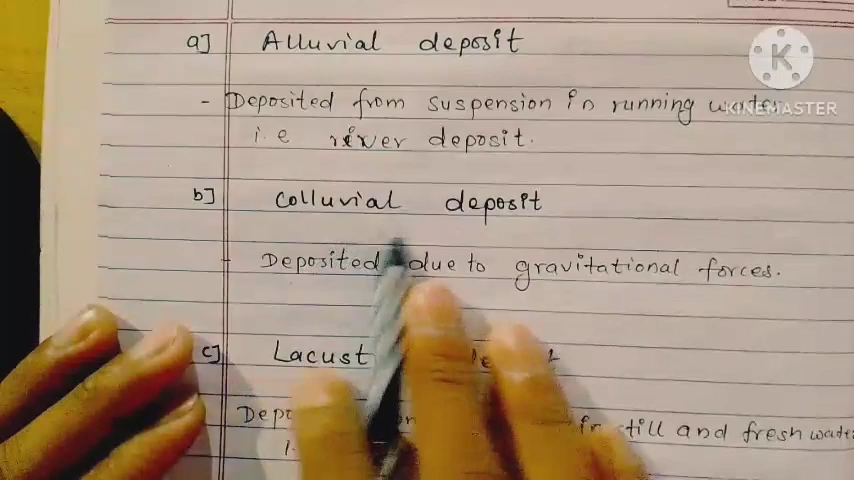 a] Alluvial deposit
- Deposited from suspension in running
i.e river deposit.
b] Colluvial deposit
- Deposited due to gravitational forces.
c] Lacust
in still and fresh water
KINEMASTER